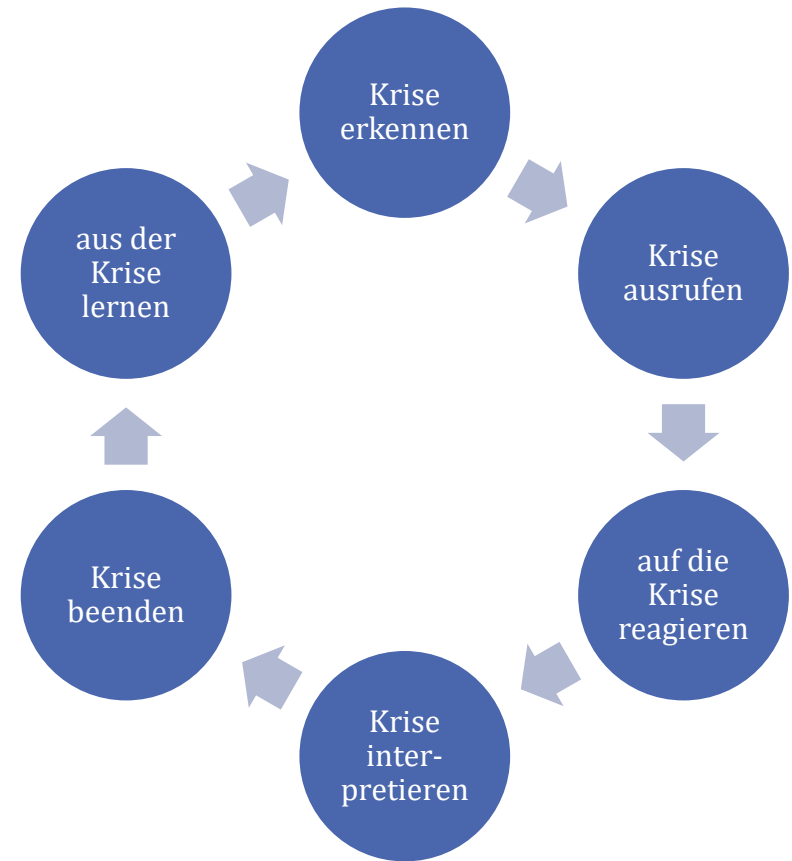 Krise
erkennen
Krise
ausrufen
auf die
Krise
reagieren
Krise
inter-
pretieren
Krise
beenden
aus der
Krise
lernen